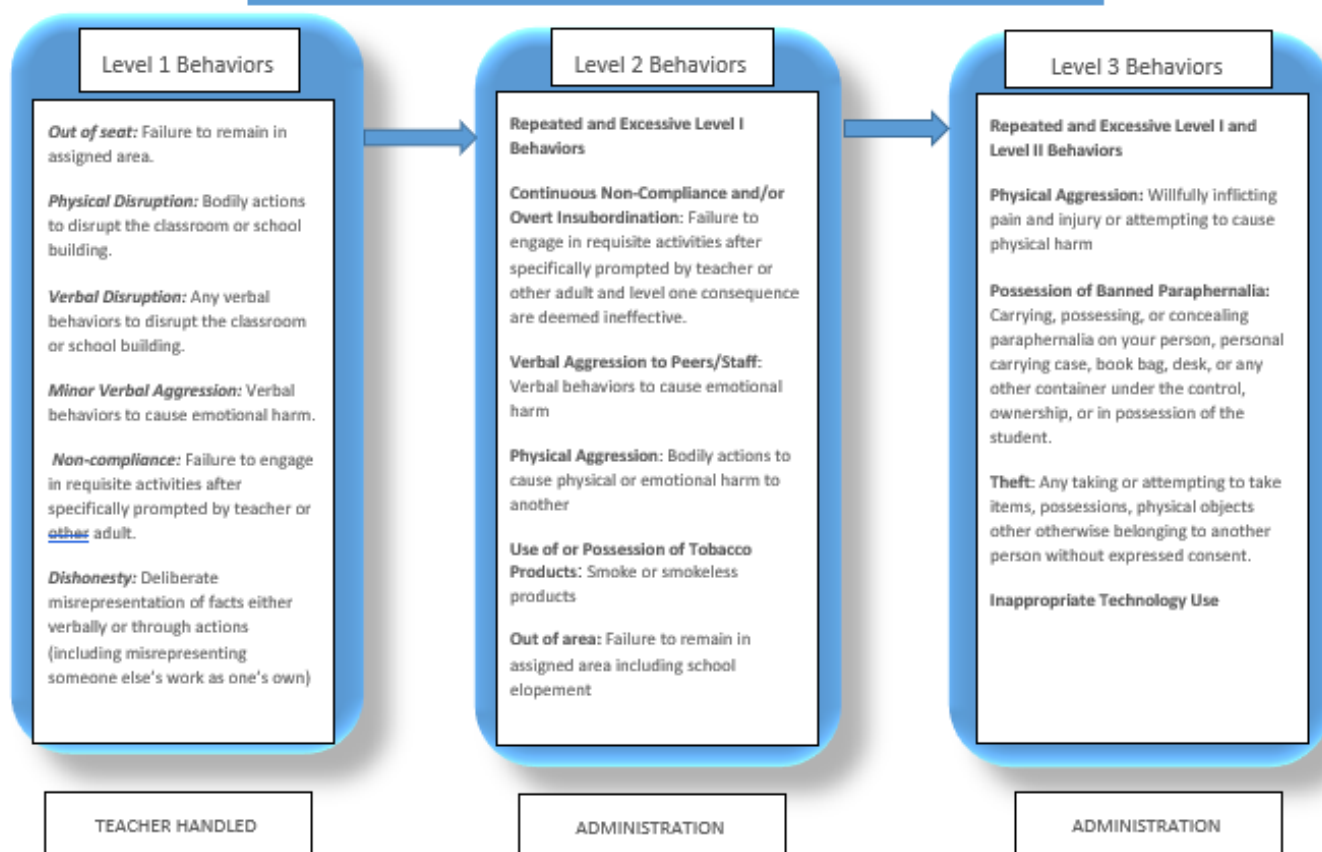 Level 1 Behaviors
Out of seat: Failure to remain in
assigned area.
Physical Disruption: Bodily actions
to disrupt the classroom or school
building.
Verbal Disruption: Any verbal
behaviors to disrupt the classroom
or school building.
Minor Verbal Aggression: Verbal
behaviors to cause emotional harm.
Non-compliance: Failure to engage
in requisite activities after
specifically prompted by teacher or
other adult.
Dishonesty: Deliberate
misrepresentation of facts either
verbally or through actions
(including misrepresenting
someone else's work as one's own)
TEACHER HANDLED
Level 2 Behaviors
Repeated and Excessive Level I
Behaviors
Continuous Non-Compliance and/or
Overt Insubordination: Failure to
engage in requisite activities after
specifically prompted by teacher or
other adult and level one consequence
are deemed ineffective.
Verbal Aggression to Peers/Staff:
Verbal behaviors to cause emotional
harm
Physical Aggression: Bodily actions to
cause physical or emotional harm to
another
Use of or Possession of Tobacco
Products: Smoke or smokeless
products
Out of area: Failure to remain in
assigned area including school
elopement
ADMINISTRATION
Level 3 Behaviors
Repeated and Excessive Level I and
Level II Behaviors
Physical Aggression: Willfully inflicting
pain and injury or attempting to cause
physical harm
Possession of Banned Paraphernalia:
Carrying, possessing, or concealing
paraphernalia on your person, personal
carrying case, book bag, desk, or any
other container under the control,
ownership, or in possession of the
student.
Theft: Any taking or attempting to take
items, possessions, physical objects
other otherwise belonging to another
person without expressed consent.
Inappropriate Technology Use
ADMINISTRATION